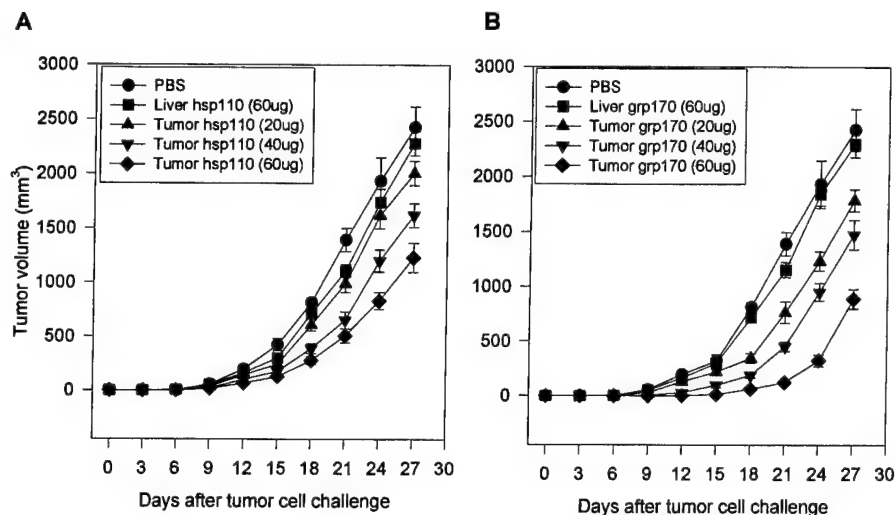 A
3000
2500
2000
1500
1000
500
0
Tumor volume (mm³)
PBS
Liver hsp110 (60ug)
Tumor hsp110 (20ug)
Tumor hsp110 (40ug)
Tumor hsp110 (60ug)
0 3 6 9 12 15 18 21 24 27 30
Days after tumor cell challenge
B
3000
2500
2000
1500
1000
500
0
PBS
Liver grp170 (60ug)
Tumor grp170 (20ug)
Tumor grp170 (40ug)
Tumor grp170 (60ug)
0 3 6 9 12 15 18 21 24 27 30
Days after tumor cell challenge